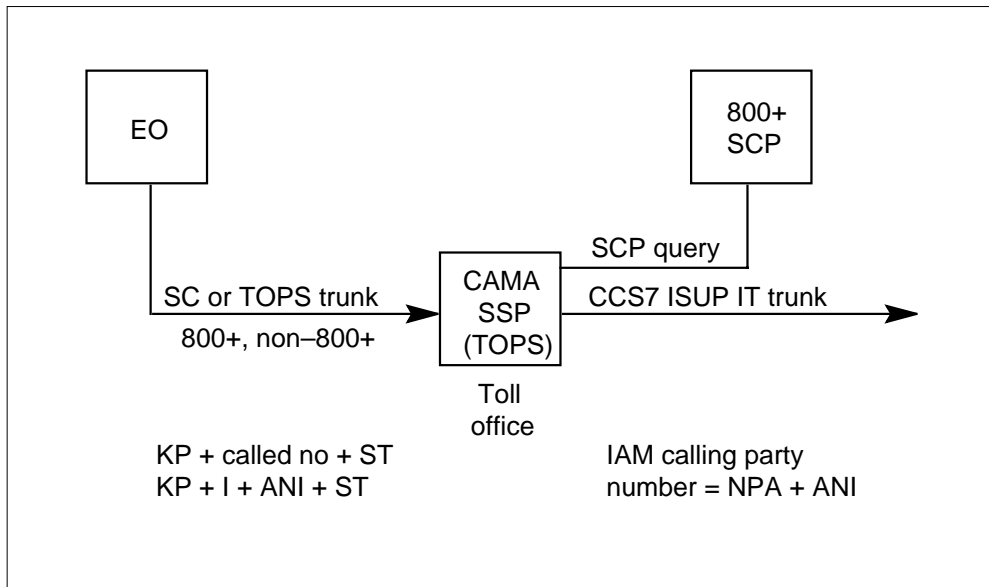 EO
800+
SCP
SCP query
SC or TOPS trunk
800+, non–800+
CAMA
SSP
(TOPS)
CCS7 ISUP IT trunk
Toll
office
KP + called no + ST
KP + I + ANI + ST
IAM calling party
number = NPA + ANI